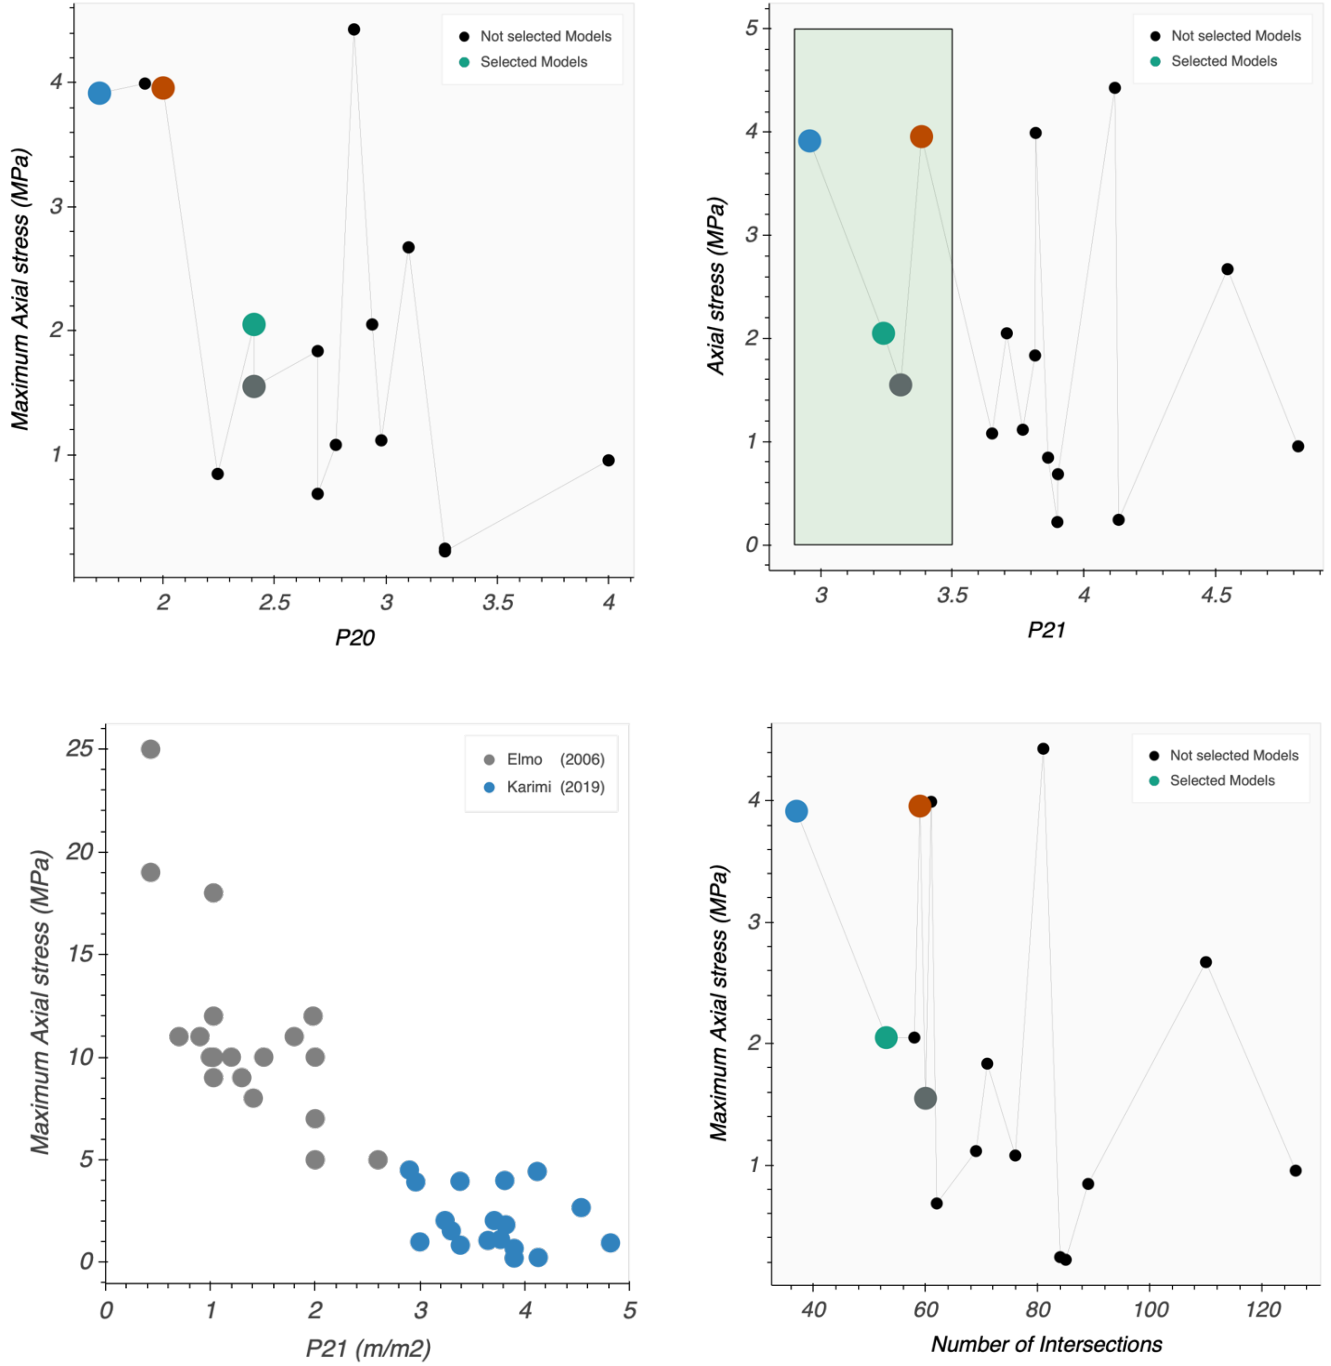 Maximum Axial stress (MPa)
4
3
2
1
Not selected Models
Selected Models
2
2.5
3
3.5
4
P20
Axial stress (MPa)
5
4
3
2
1
0
Not selected Models
Selected Models
3
3.5
4
4.5
P21
Maximum Axial stress (MPa)
25
20
15
10
5
0
Elmo (2006)
Karimi (2019)
0
1
2
3
4
5
P21 (m/m2)
Maximum Axial stress (MPa)
4
3
2
1
Not selected Models
Selected Models
40
60
80
100
120
Number of Intersections